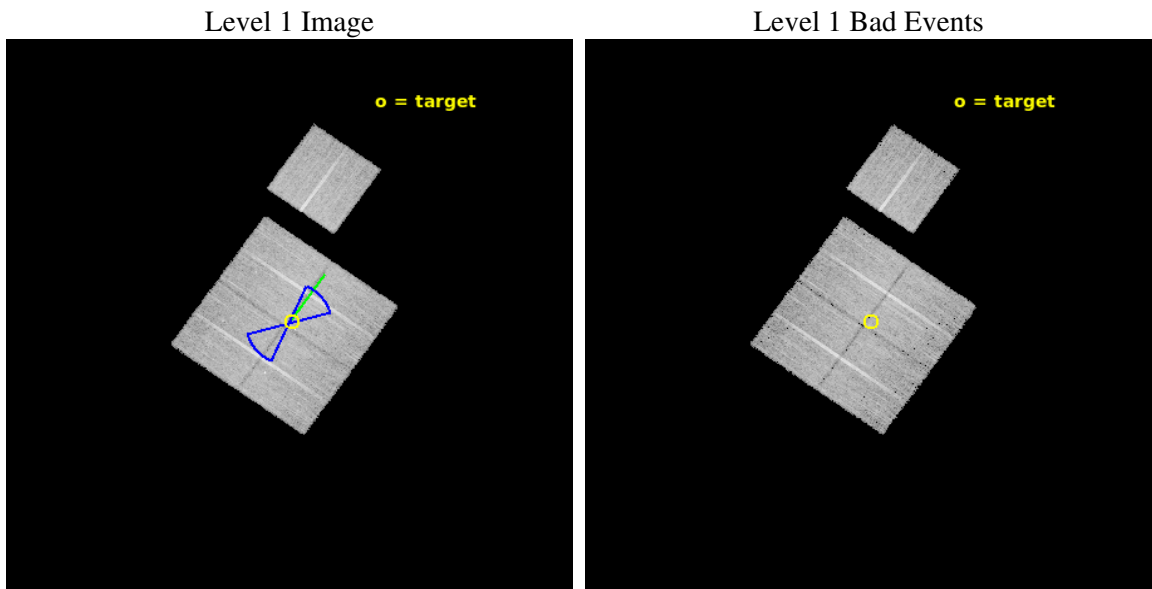 Level 1 Image
Level 1 Bad Events
o = target
o = target